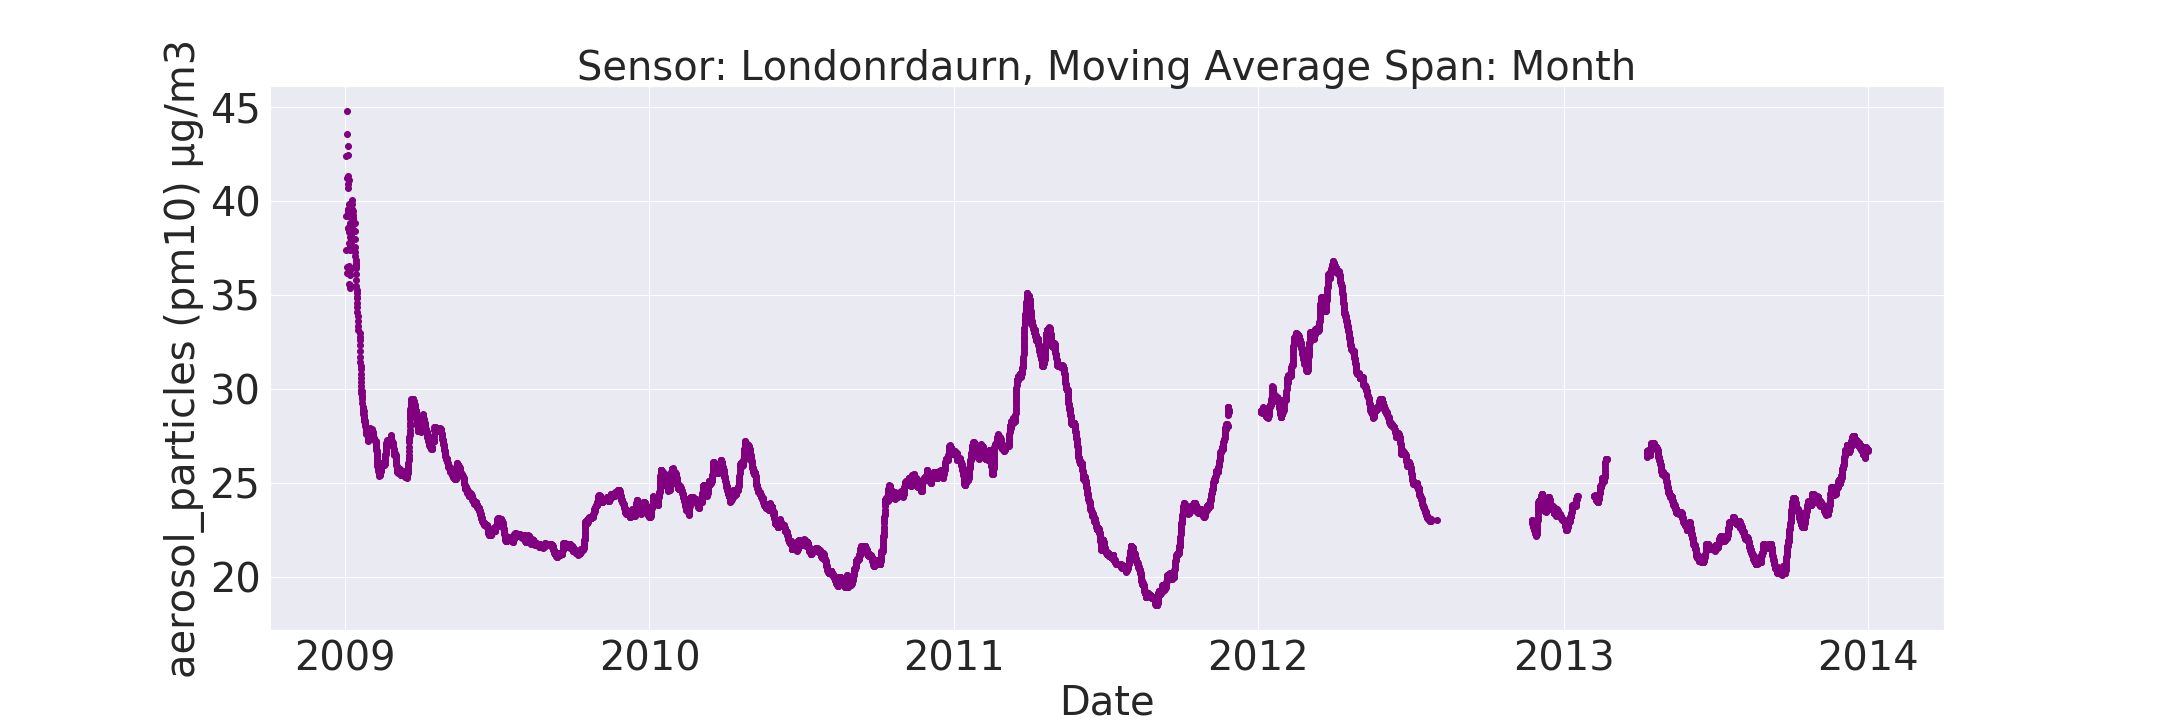 Sensor: Londonrdaurn, Moving Average Span: Month
aerosol_particles (pm10) µg/m3
45
40
35
30
25
20
2009 2010 2011 2012 2013 2014
Date